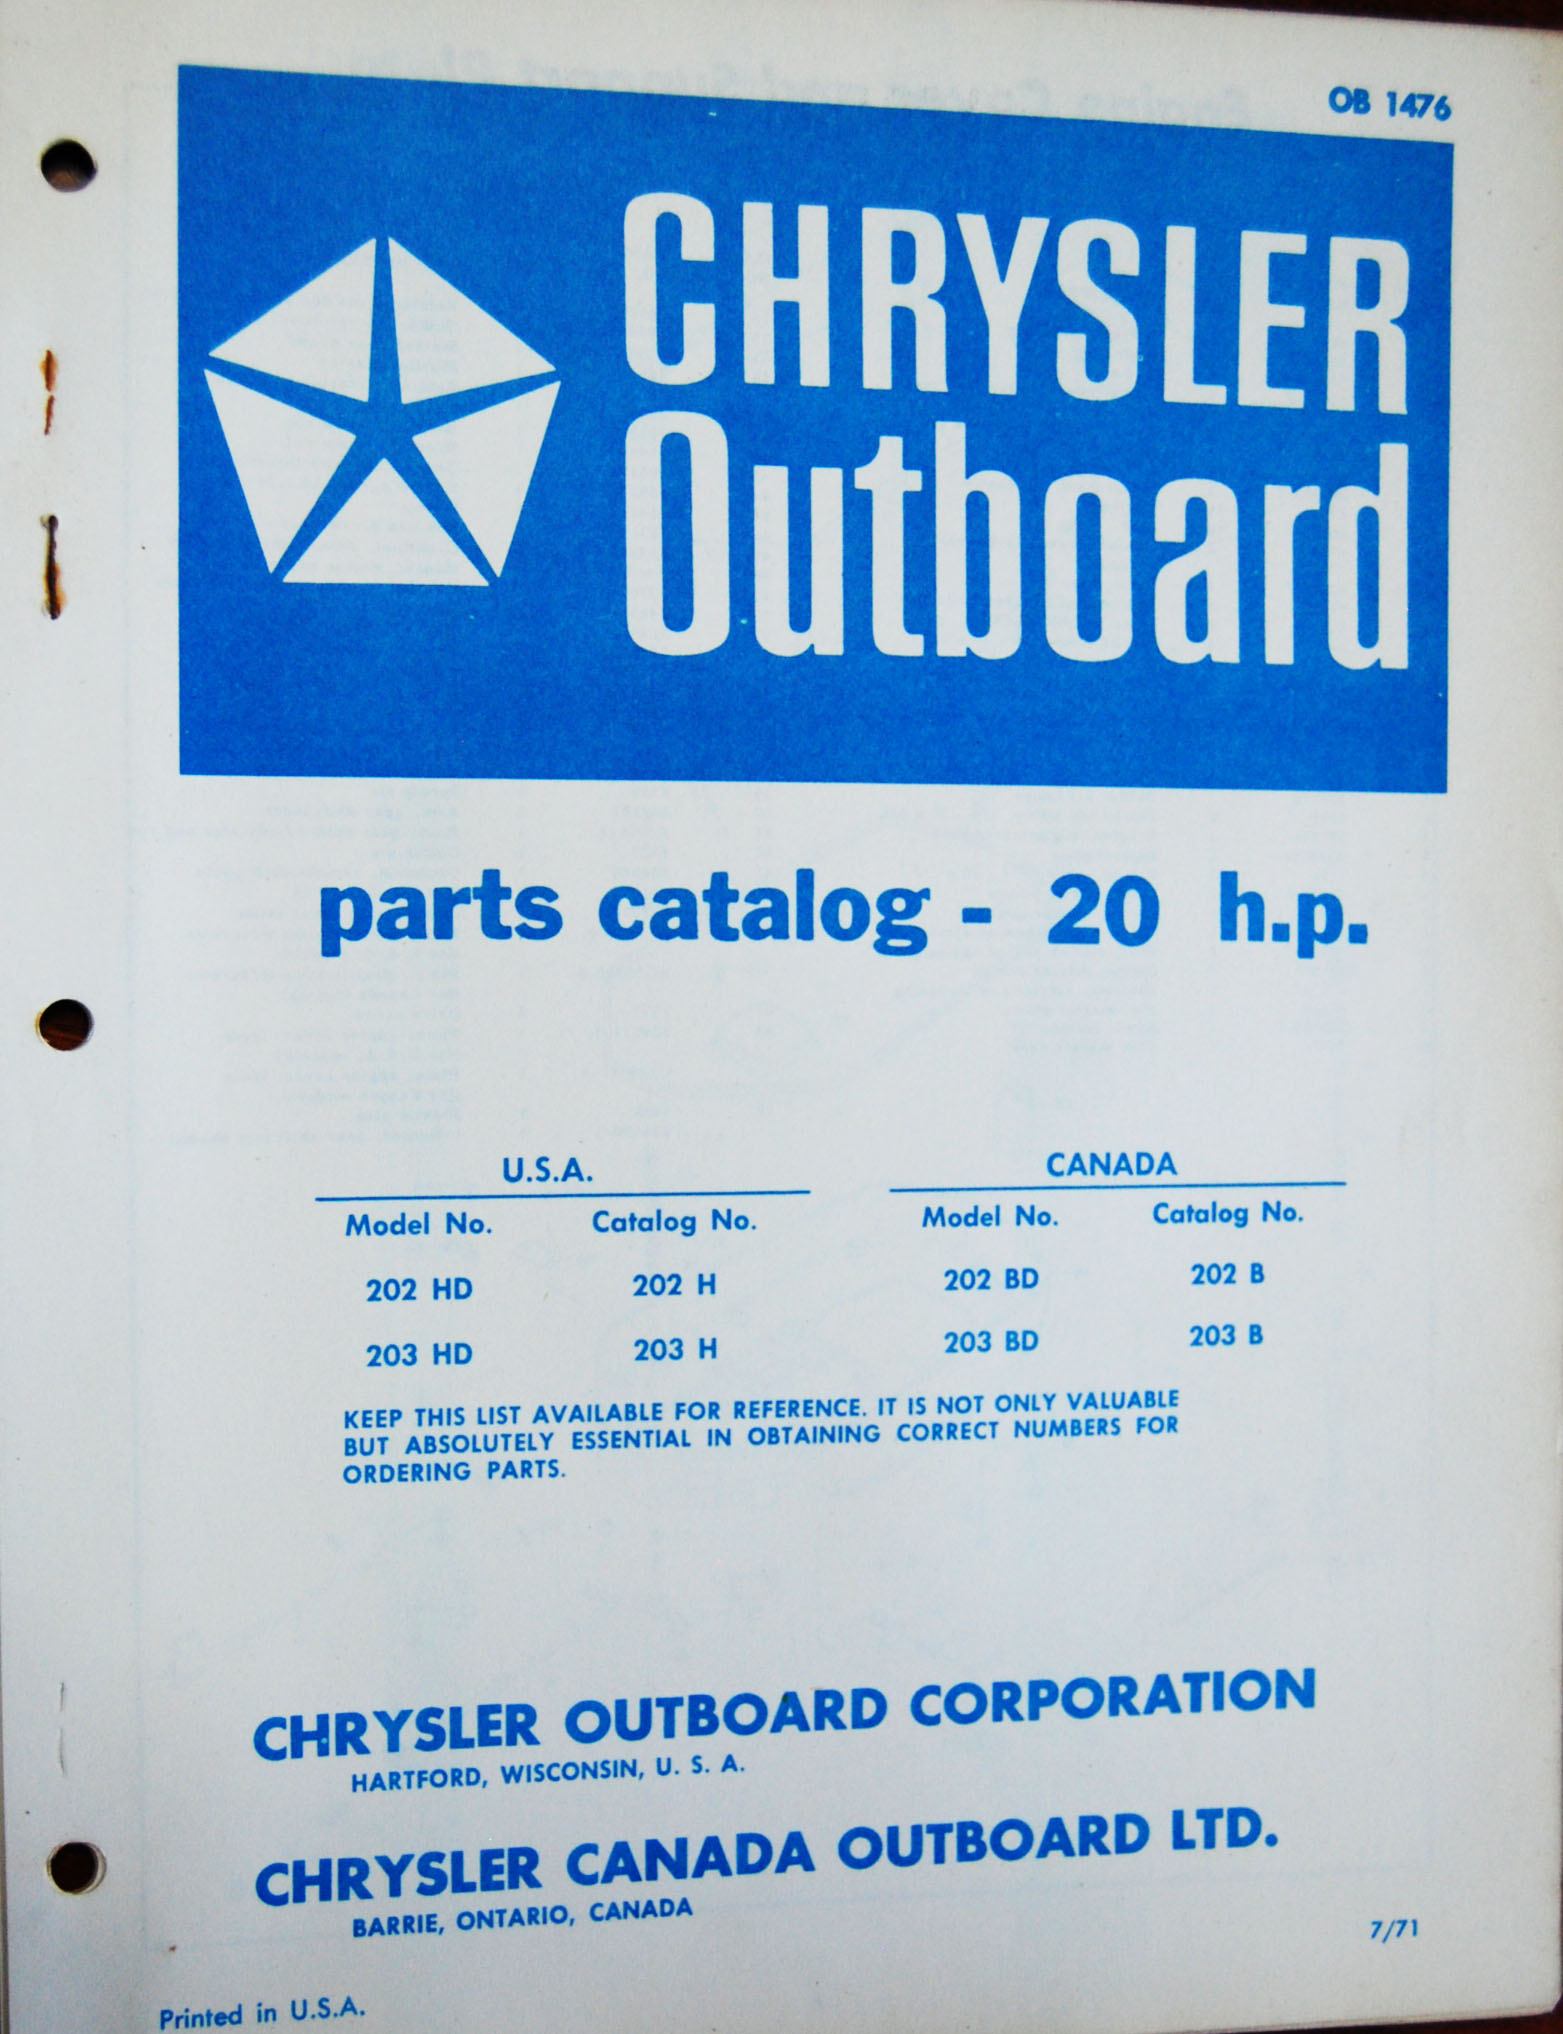 OB 1476
CHRYSLER
Outboard
parts catalog - 20 h.p.
U.S.A. CANADA
Model No. Catalog No. Model No. Catalog No.
202 HD 202 H 202 BD 202 B
203 HD 203 H 203 BD 203 B
KEEP THIS LIST AVAILABLE FOR REFERENCE. IT IS NOT ONLY VALUABLE
BUT ABSOLUTELY ESSENTIAL IN OBTAINING CORRECT NUMBERS FOR
ORDERING PARTS.
CHRYSLER OUTBOARD CORPORATION
HARTFORD, WISCONSIN, U. S. A.
CHRYSLER CANADA OUTBOARD LTD.
BARRIE, ONTARIO, CANADA
7/71
Printed in U.S.A.